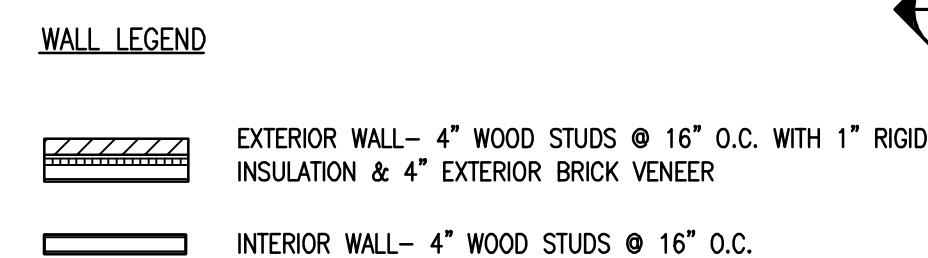 WALL LEGEND
EXTERIOR WALL– 4" WOOD STUDS @ 16" O.C. WITH 1" RIGID
INSULATION & 4" EXTERIOR BRICK VENEER
INTERIOR WALL– 4" WOOD STUDS @ 16" O.C.